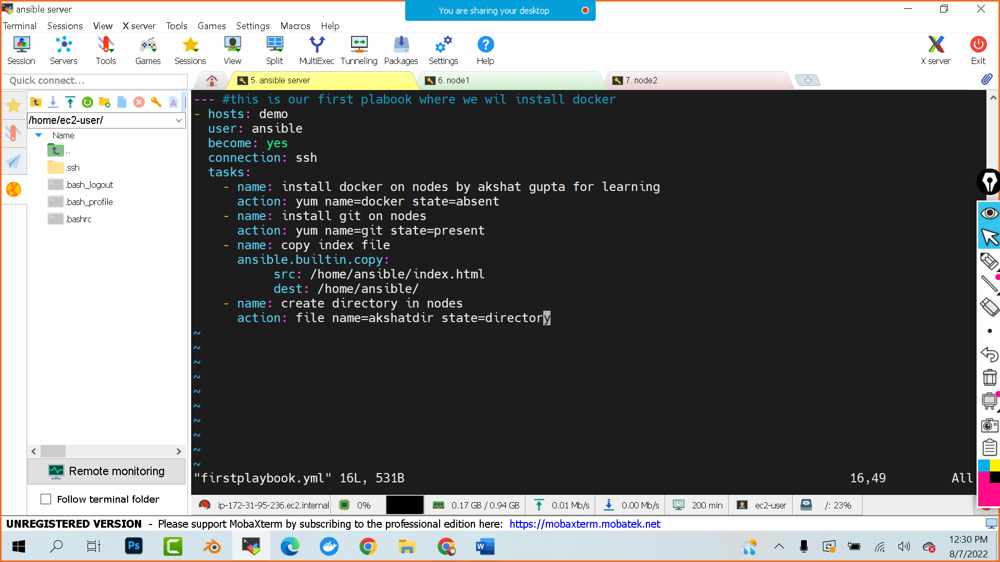 ansible server
You are sharing your desktop
Terminal Sessions View X server Tools Games Settings Macros Help
Session Servers Tools Games Sessions View Split MultiExec Tunneling Packages Settings Help X server Exit
Quick connect...
5. ansible server
6. node1
7. node2
/home/ec2-user/
Name
..
.ssh
.bash_logout
.bash_profile
.bashrc
Remote monitoring
Follow terminal folder
--- #this is our first plabook where we wil install docker
- hosts: demo
  user: ansible
  become: yes
  connection: ssh
  tasks:
    - name: install docker on nodes by akshat gupta for learning
      action: yum name=docker state=absent
    - name: install git on nodes
      action: yum name=git state=present
    - name: copy index file
      ansible.builtin.copy:
           src: /home/ansible/index.html
           dest: /home/ansible/
    - name: create directory in nodes
      action: file name=akshatdir state=directory
~
~
~
~
~
~
~
~
~
~
"firstplaybook.yml" 16L, 531B 16,49 All
ip-172-31-95-236.ec2.internal 0% 0.17 GB / 0.94 GB 0.01 Mb/s 0.00 Mb/s 200 min ec2-user /: 23%
UNREGISTERED VERSION - Please support MobaXterm by subscribing to the professional edition here: https://mobaxterm.mobatek.net
Ps
W
12:30 PM
8/7/2022